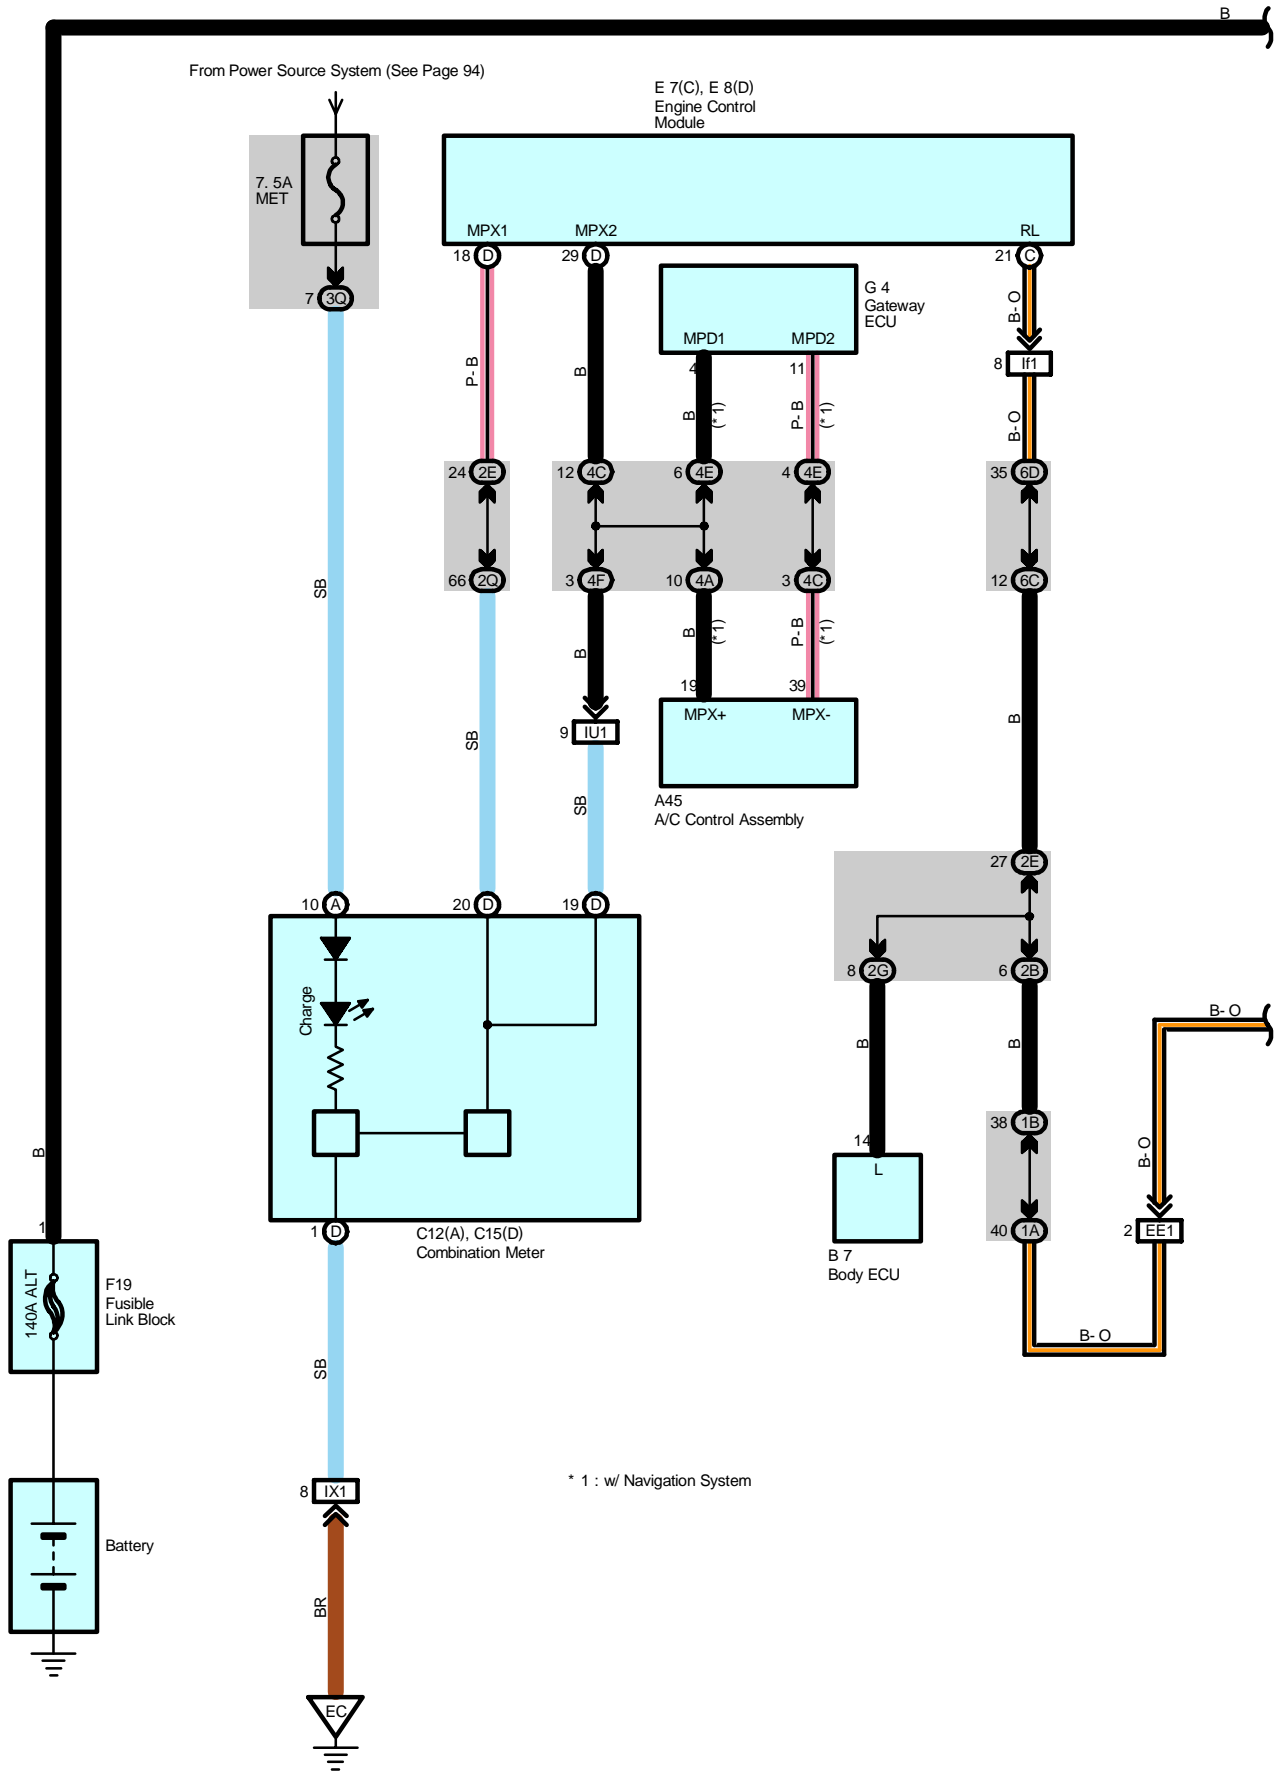 B
From Power Source System (See Page 94)
E 7(C), E 8(D)
Engine Control
Module
7. 5A
MET
MPX1
MPX2
RL
18 D
29 D
21 C
7 3Q
G 4
Gateway
ECU
MPD1
MPD2
4
11
B- O
8 If1
P- B
B
B
(* 1)
P- B
(* 1)
B- O
24 2E
12 4C
6 4E
4 4E
35 6D
66 2Q
3 4F
10 4A
3 4C
12 6C
SB
B
B
(* 1)
P- B
(* 1)
19
39
MPX+
MPX-
9 IU1
B
SB
SB
A45
A/C Control Assembly
27 2E
10 A
20 D
19 D
8 2G
6 2B
Charge
B- O
B
B
38 1B
14
L
B
B- O
1
1 D
C12(A), C15(D)
Combination Meter
40 1A
2 EE1
B 7
Body ECU
140A ALT
F19
Fusible
Link Block
B- O
SB
8 IX1
* 1 : w/ Navigation System
Battery
BR
EC